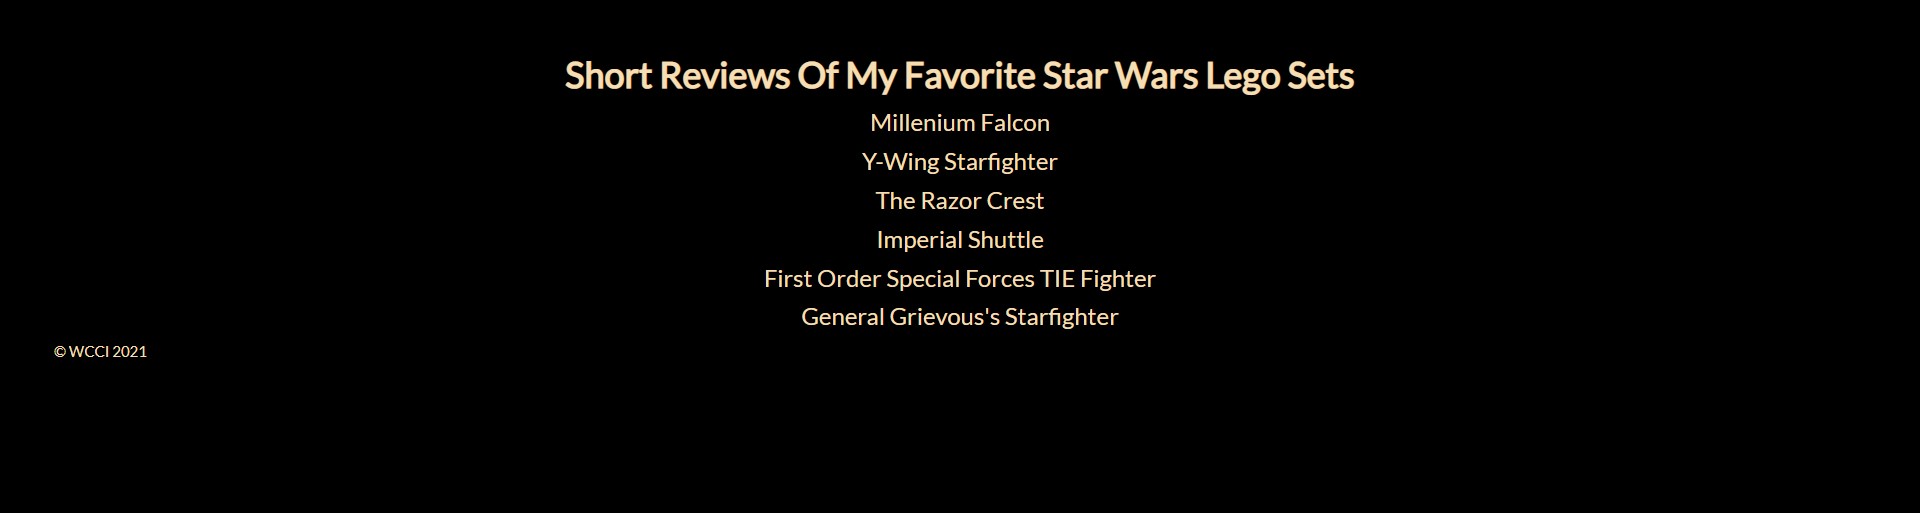 Short Reviews Of My Favorite Star Wars Lego Sets
Millenium Falcon
Y-Wing Starfighter
The Razor Crest
Imperial Shuttle
First Order Special Forces TIE Fighter
General Grievous's Starfighter
© WCCI 2021